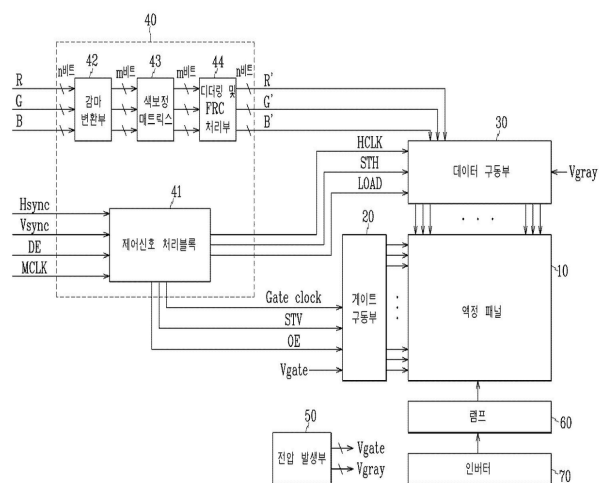 40
n비트
42
m비트
43
m비트
44
n비트
R
G
B
감마
변환부
색보정
매트릭스
디더링 및
FRC
처리부
R'
G'
B'
30
HCLK
STH
LOAD
데이터 구동부
Vgray
Hsync
Vsync
DE
MCLK
41
제어신호 처리블록
20
10
게이트
구동부
액정 패널
Gate clock
STV
OE
Vgate
램프
60
50
전압 발생부
Vgate
Vgray
인버터
70